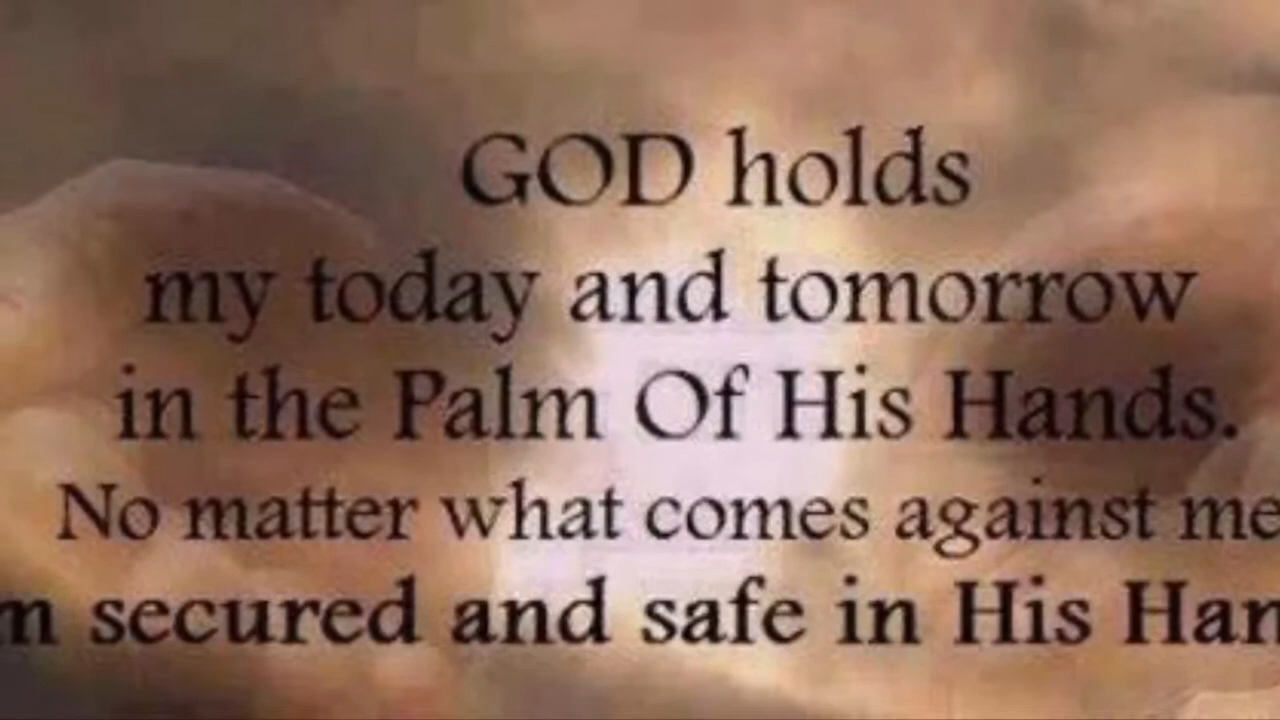 GOD holds
my today and tomorrow
in the Palm Of His Hands.
No matter what comes against me
m secured and safe in His Han